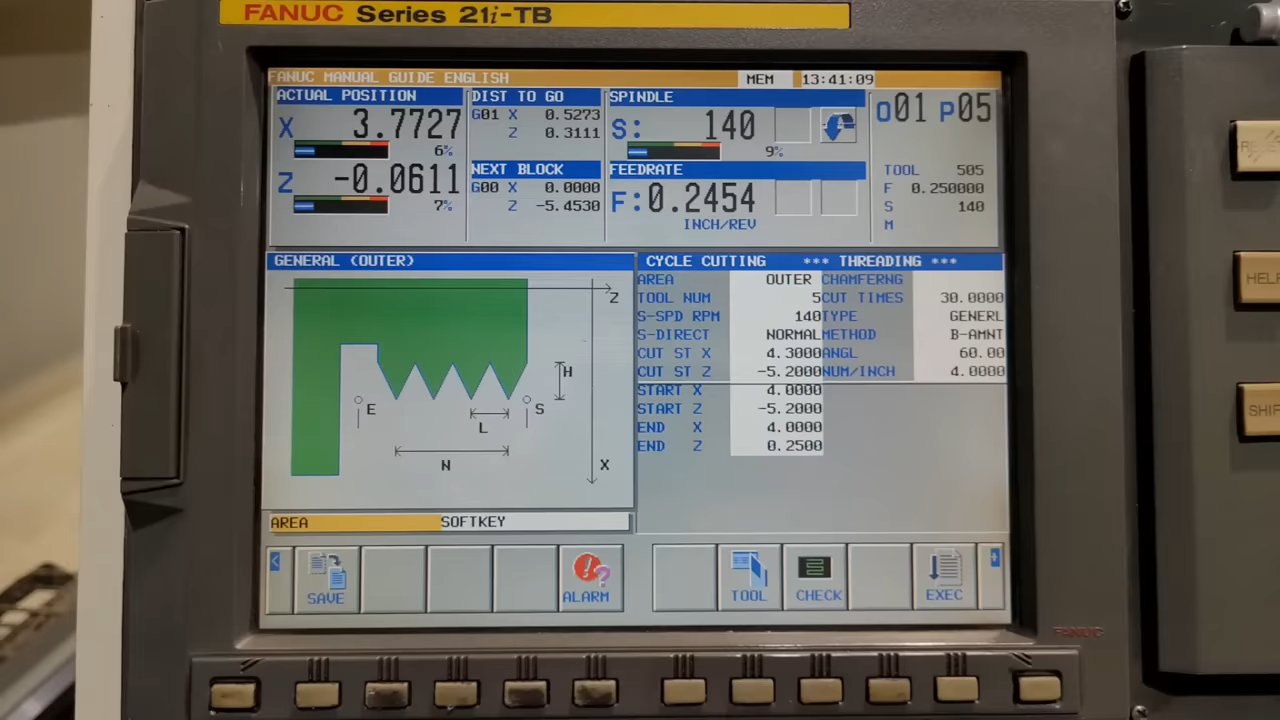 FANUC Series 21i-TB
FANUC MANUAL GUIDE ENGLISH MEM 13:41:09
ACTUAL POSITION
X 3.7727
6%
Z -0.0611
7%
DIST TO GO
G01 X 0.5273
Z 0.3111
NEXT BLOCK
G00 X 0.0000
Z -5.4530
SPINDLE
S: 140
9%
FEEDRATE
F:0.2454
INCH/REV
O01 P05
TOOL 505
F 0.250000
S 140
M
GENERAL (OUTER)
Z
H
E
S
L
N
X
CYCLE CUTTING *** THREADING ***
AREA OUTER CHAMFERNG
TOOL NUM 5 CUT TIMES 30.0000
S-SPD RPM 140 TYPE GENERL
S-DIRECT NORMAL METHOD B-AMNT
CUT ST X 4.3000 ANGL 60.00
CUT ST Z -5.2000 NUM/INCH 4.0000
START X 4.0000
START Z -5.2000
END X 4.0000
END Z 0.2500
AREA SOFTKEY
SAVE ALARM TOOL CHECK EXEC
+
FANUC
HELP